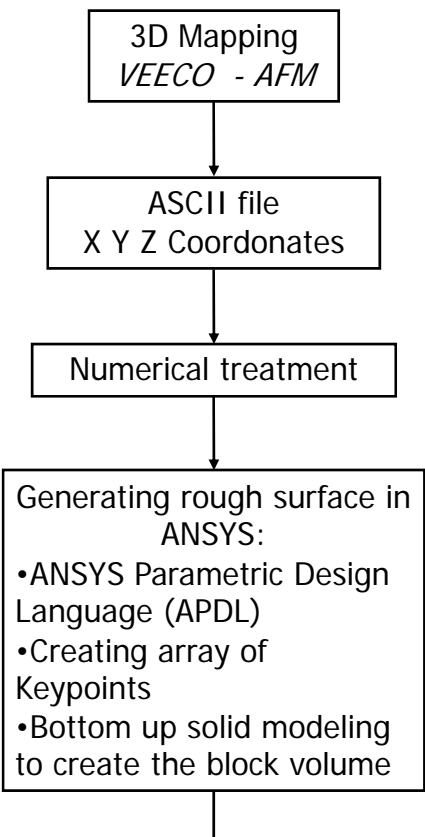 3D Mapping
VEECO - AFM
ASCII file
X Y Z Coordonates
Numerical treatment
Generating rough surface in
ANSYS:
•ANSYS Parametric Design
Language (APDL)
•Creating array of
Keypoints
•Bottom up solid modeling
to create the block volume